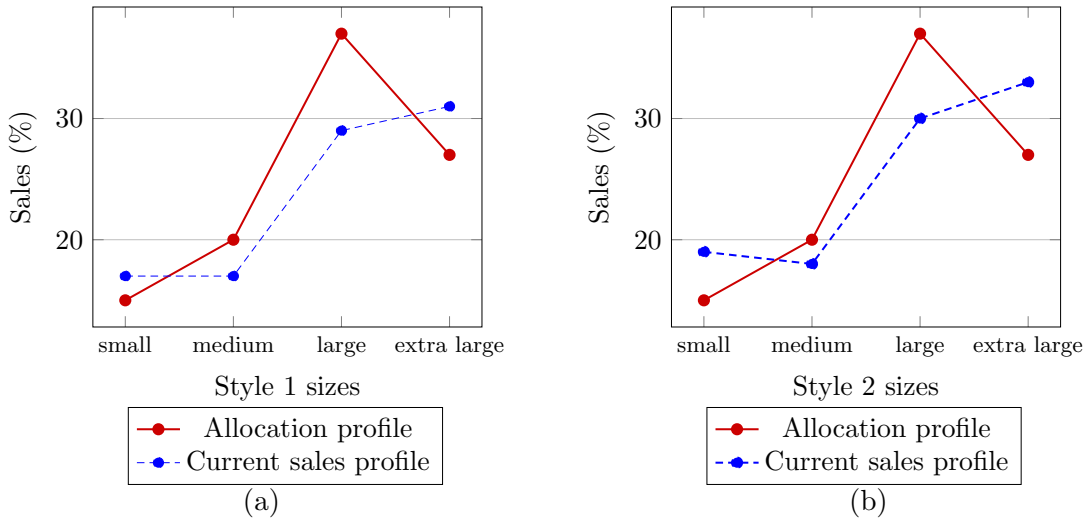 30
20
Sales (%)
small medium large extra large
Style 1 sizes
Allocation profile
Current sales profile
(a)
30
20
Sales (%)
small medium large extra large
Style 2 sizes
Allocation profile
Current sales profile
(b)